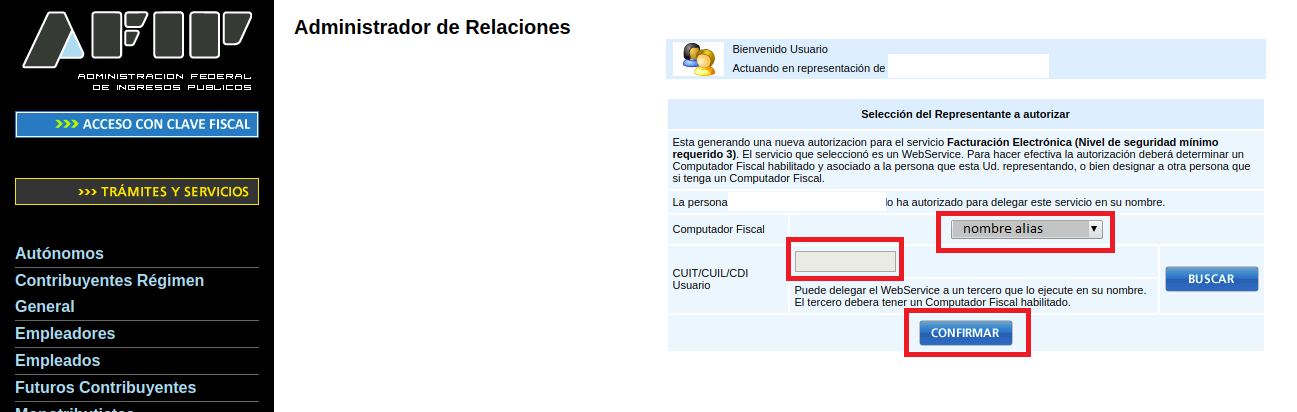 AFIP
ADMINISTRACION FEDERAL
DE INGRESOS PUBLICOS
>>> ACCESO CON CLAVE FISCAL
>>> TRÁMITES Y SERVICIOS
Autónomos
Contribuyentes Régimen
General
Empleadores
Empleados
Futuros Contribuyentes
Monotributistas
Administrador de Relaciones
Bienvenido Usuario
Actuando en representación de
Selección del Representante a autorizar
Esta generando una nueva autorizacion para el servicio Facturación Electrónica (Nivel de seguridad mínimo
requerido 3). El servicio que seleccionó es un WebService. Para hacer efectiva la autorización deberá determinar un
Computador Fiscal habilitado y asociado a la persona que esta Ud. representando, o bien designar a otra persona que
si tenga un Computador Fiscal.
La persona lo ha autorizado para delegar este servicio en su nombre.
Computador Fiscal
nombre alias
CUIT/CUIL/CDI
Usuario
BUSCAR
Puede delegar el WebService a un tercero que lo ejecute en su nombre.
El tercero debera tener un Computador Fiscal habilitado.
CONFIRMAR